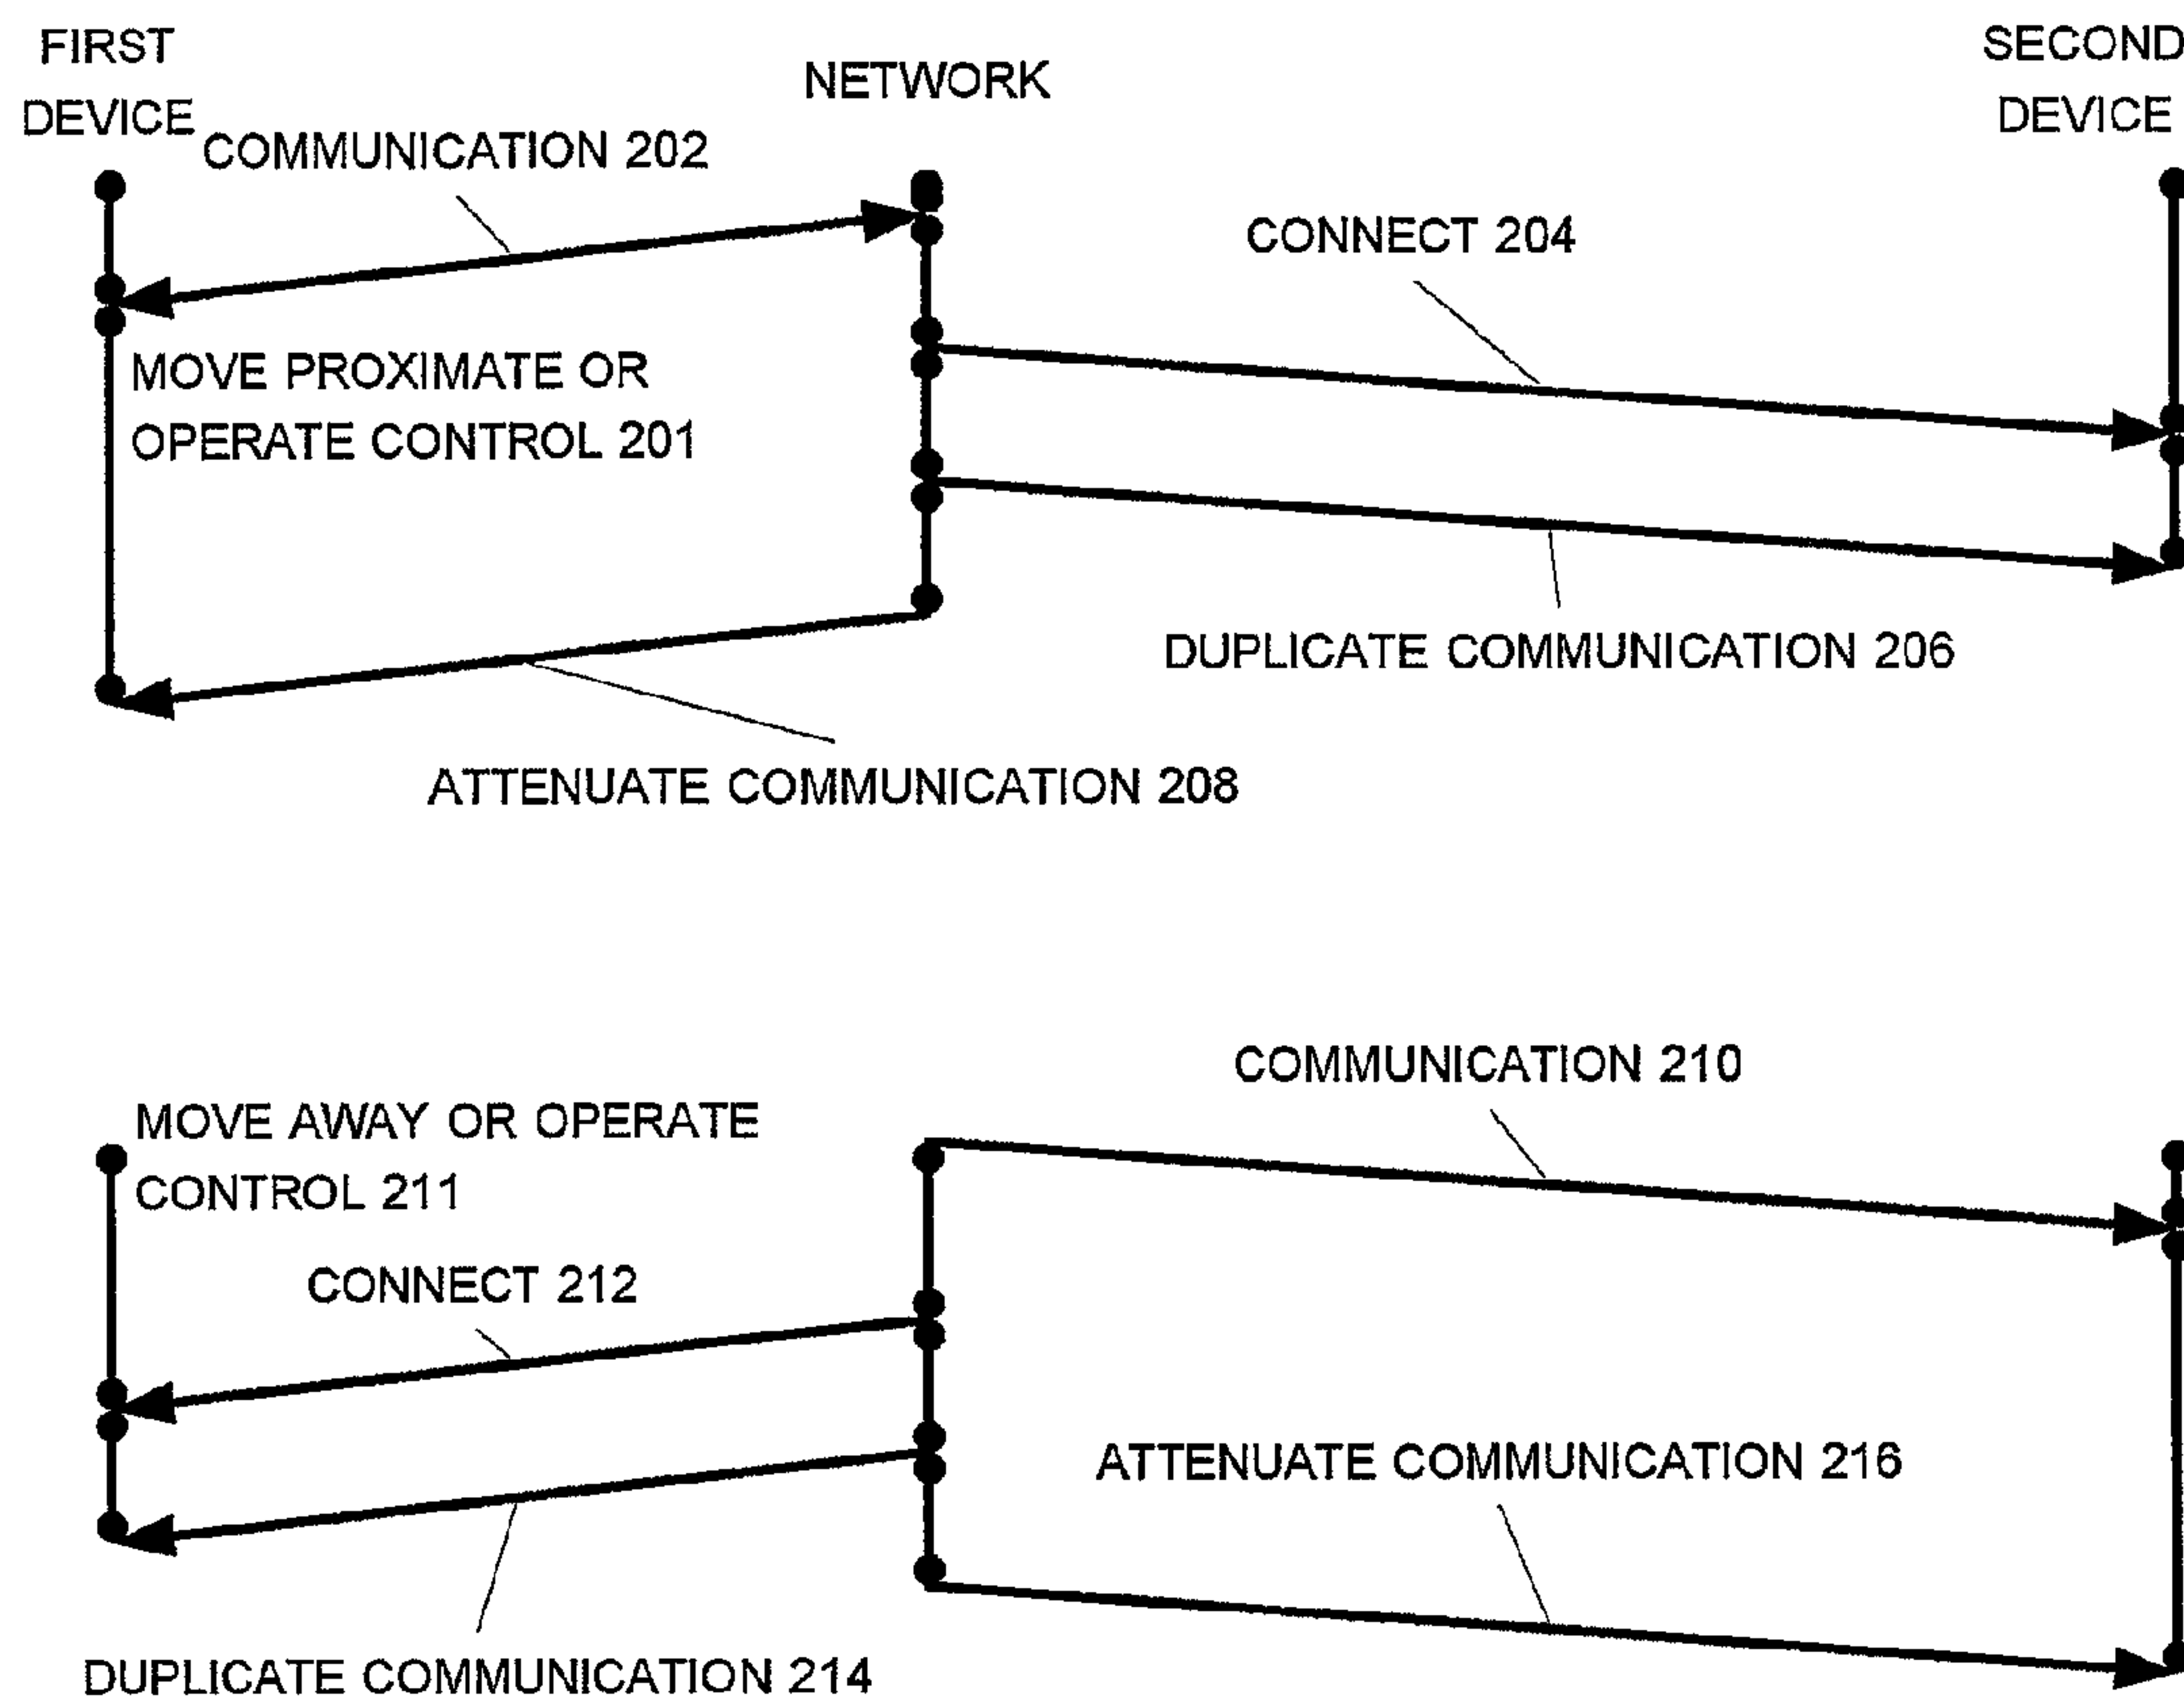 FIRST
DEVICE
NETWORK
SECOND
DEVICE
COMMUNICATION 202
CONNECT 204
MOVE PROXIMATE OR
OPERATE CONTROL 201
DUPLICATE COMMUNICATION 206
ATTENUATE COMMUNICATION 208
COMMUNICATION 210
MOVE AWAY OR OPERATE
CONTROL 211
CONNECT 212
ATTENUATE COMMUNICATION 216
DUPLICATE COMMUNICATION 214